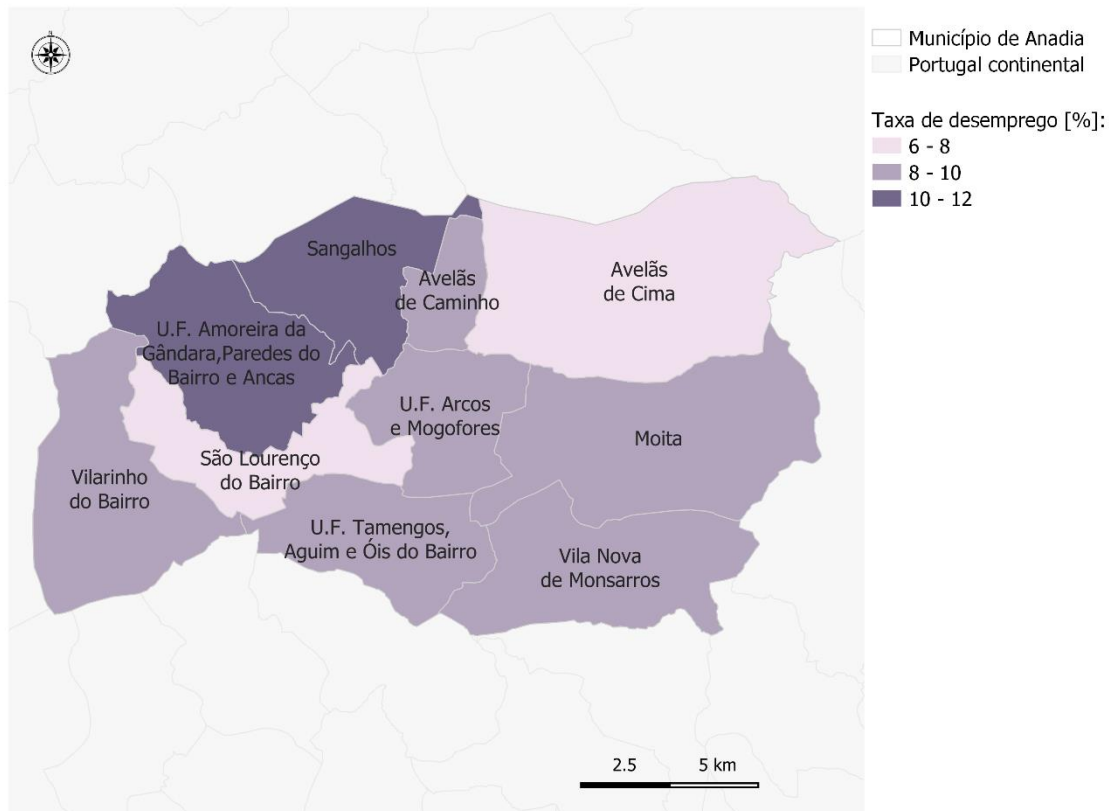 Município de Anadia
Portugal continental
Taxa de desemprego [%]:
6 - 8
8 - 10
10 - 12
Sangalhos
Avelãs
de Caminho
Avelãs
de Cima
U.F. Amoreira da
Gândara,Paredes do
Bairro e Ancas
U.F. Arcos
e Mogofores
Moita
São Lourenço
do Bairro
Vilarinho
do Bairro
U.F. Tamengos,
Aguim e Óis do Bairro
Vila Nova
de Monsarros
2.5 5 km